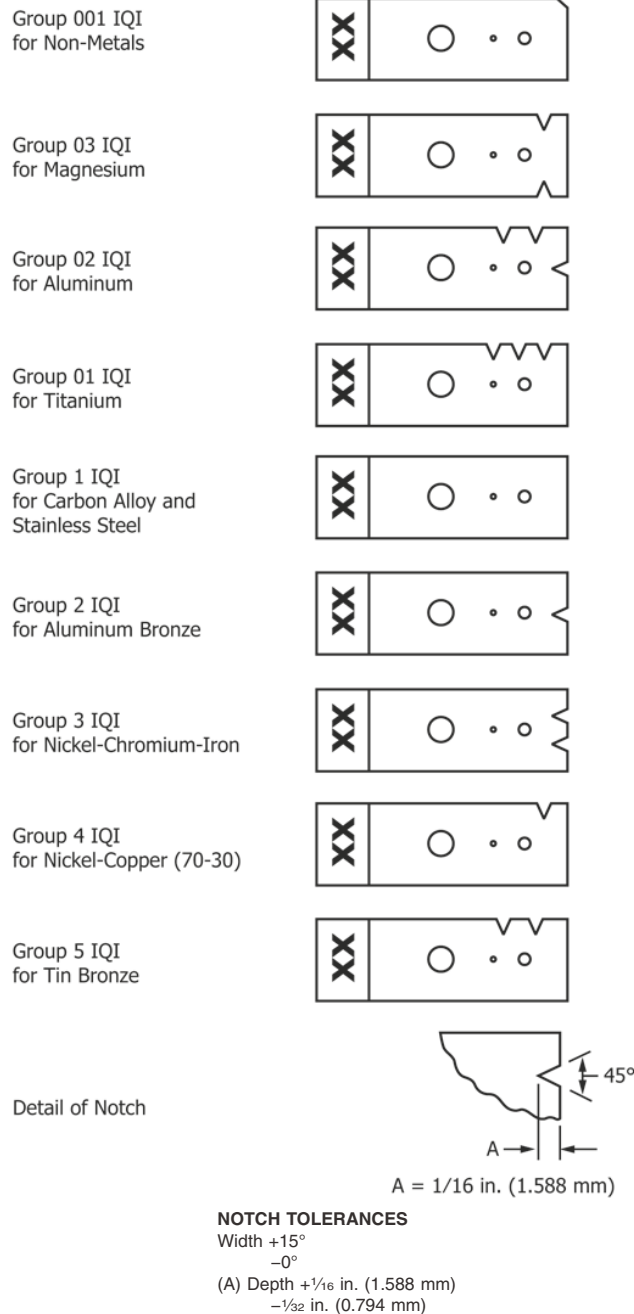 Group 001 IQI
for Non-Metals
XX
Group 03 IQI
for Magnesium
XX
Group 02 IQI
for Aluminum
XX
Group 01 IQI
for Titanium
XX
Group 1 IQI
for Carbon Alloy and
Stainless Steel
XX
Group 2 IQI
for Aluminum Bronze
XX
Group 3 IQI
for Nickel-Chromium-Iron
XX
Group 4 IQI
for Nickel-Copper (70-30)
XX
Group 5 IQI
for Tin Bronze
XX
Detail of Notch
45°
A
A = 1/16 in. (1.588 mm)
NOTCH TOLERANCES
Width +15°
–0°
(A) Depth +1⁄16 in. (1.588 mm)
–1⁄32 in. (0.794 mm)